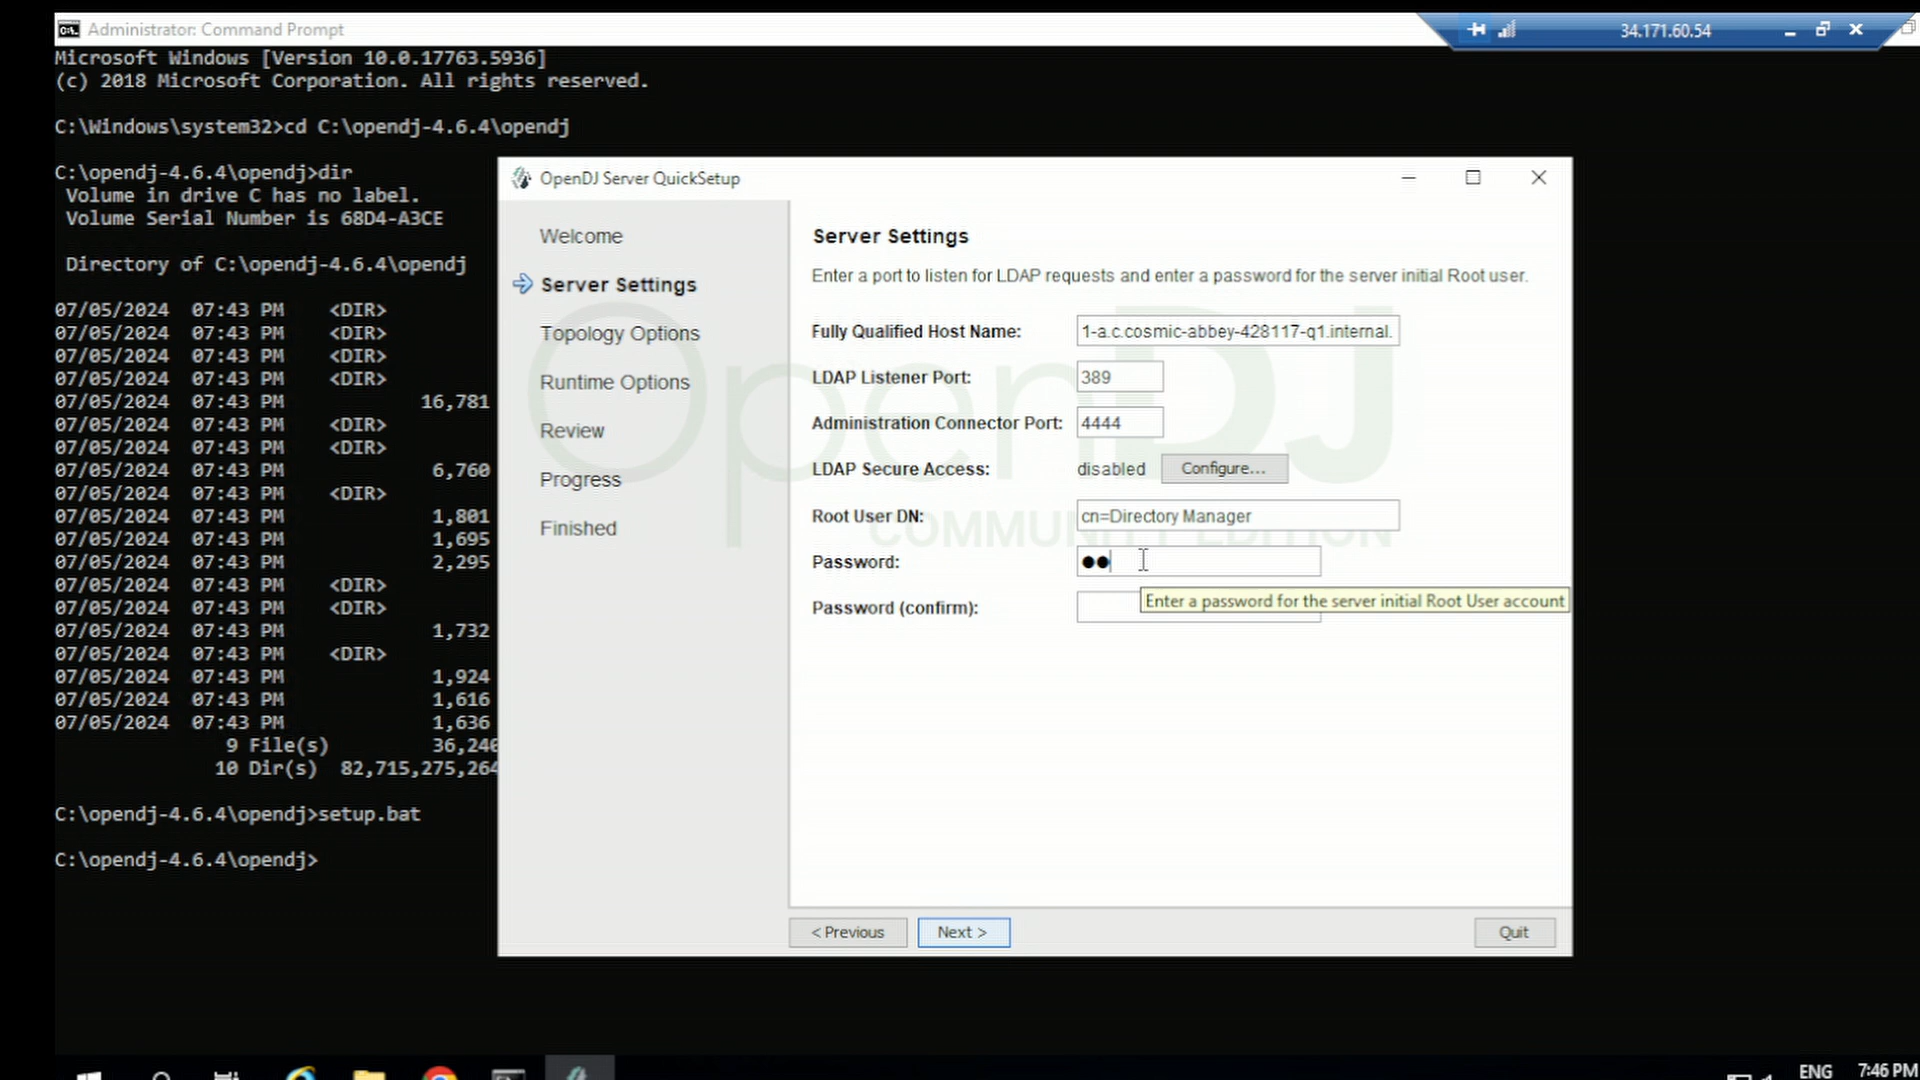 Administrator: Command Prompt
34.171.60.54
Microsoft Windows [Version 10.0.17763.5936]
(c) 2018 Microsoft Corporation. All rights reserved.
C:\Windows\system32>cd C:\opendj-4.6.4\opendj
C:\opendj-4.6.4\opendj>dir
Volume in drive C has no label.
Volume Serial Number is 68D4-A3CE
Directory of C:\opendj-4.6.4\opendj
07/05/2024 07:43 PM <DIR>
07/05/2024 07:43 PM <DIR>
07/05/2024 07:43 PM <DIR>
07/05/2024 07:43 PM <DIR>
07/05/2024 07:43 PM 16,781
07/05/2024 07:43 PM <DIR>
07/05/2024 07:43 PM <DIR>
07/05/2024 07:43 PM 6,760
07/05/2024 07:43 PM <DIR>
07/05/2024 07:43 PM 1,801
07/05/2024 07:43 PM 1,695
07/05/2024 07:43 PM 2,295
07/05/2024 07:43 PM <DIR>
07/05/2024 07:43 PM <DIR>
07/05/2024 07:43 PM 1,732
07/05/2024 07:43 PM <DIR>
07/05/2024 07:43 PM 1,924
07/05/2024 07:43 PM 1,616
07/05/2024 07:43 PM 1,636
9 File(s) 36,240
10 Dir(s) 82,715,275,264
C:\opendj-4.6.4\opendj>setup.bat
C:\opendj-4.6.4\opendj>
OpenDJ Server QuickSetup
Welcome
Server Settings
Topology Options
Runtime Options
Review
Progress
Finished
OpenDJ
COMMUNITY EDITION
Server Settings
Enter a port to listen for LDAP requests and enter a password for the server initial Root user.
Fully Qualified Host Name: 1-a.c.cosmic-abbey-428117-q1.internal.
LDAP Listener Port: 389
Administration Connector Port: 4444
LDAP Secure Access: disabled Configure...
Root User DN: cn=Directory Manager
Password: ●●
Enter a password for the server initial Root User account
Password (confirm):
< Previous Next > Quit
ENG 7:46 PM